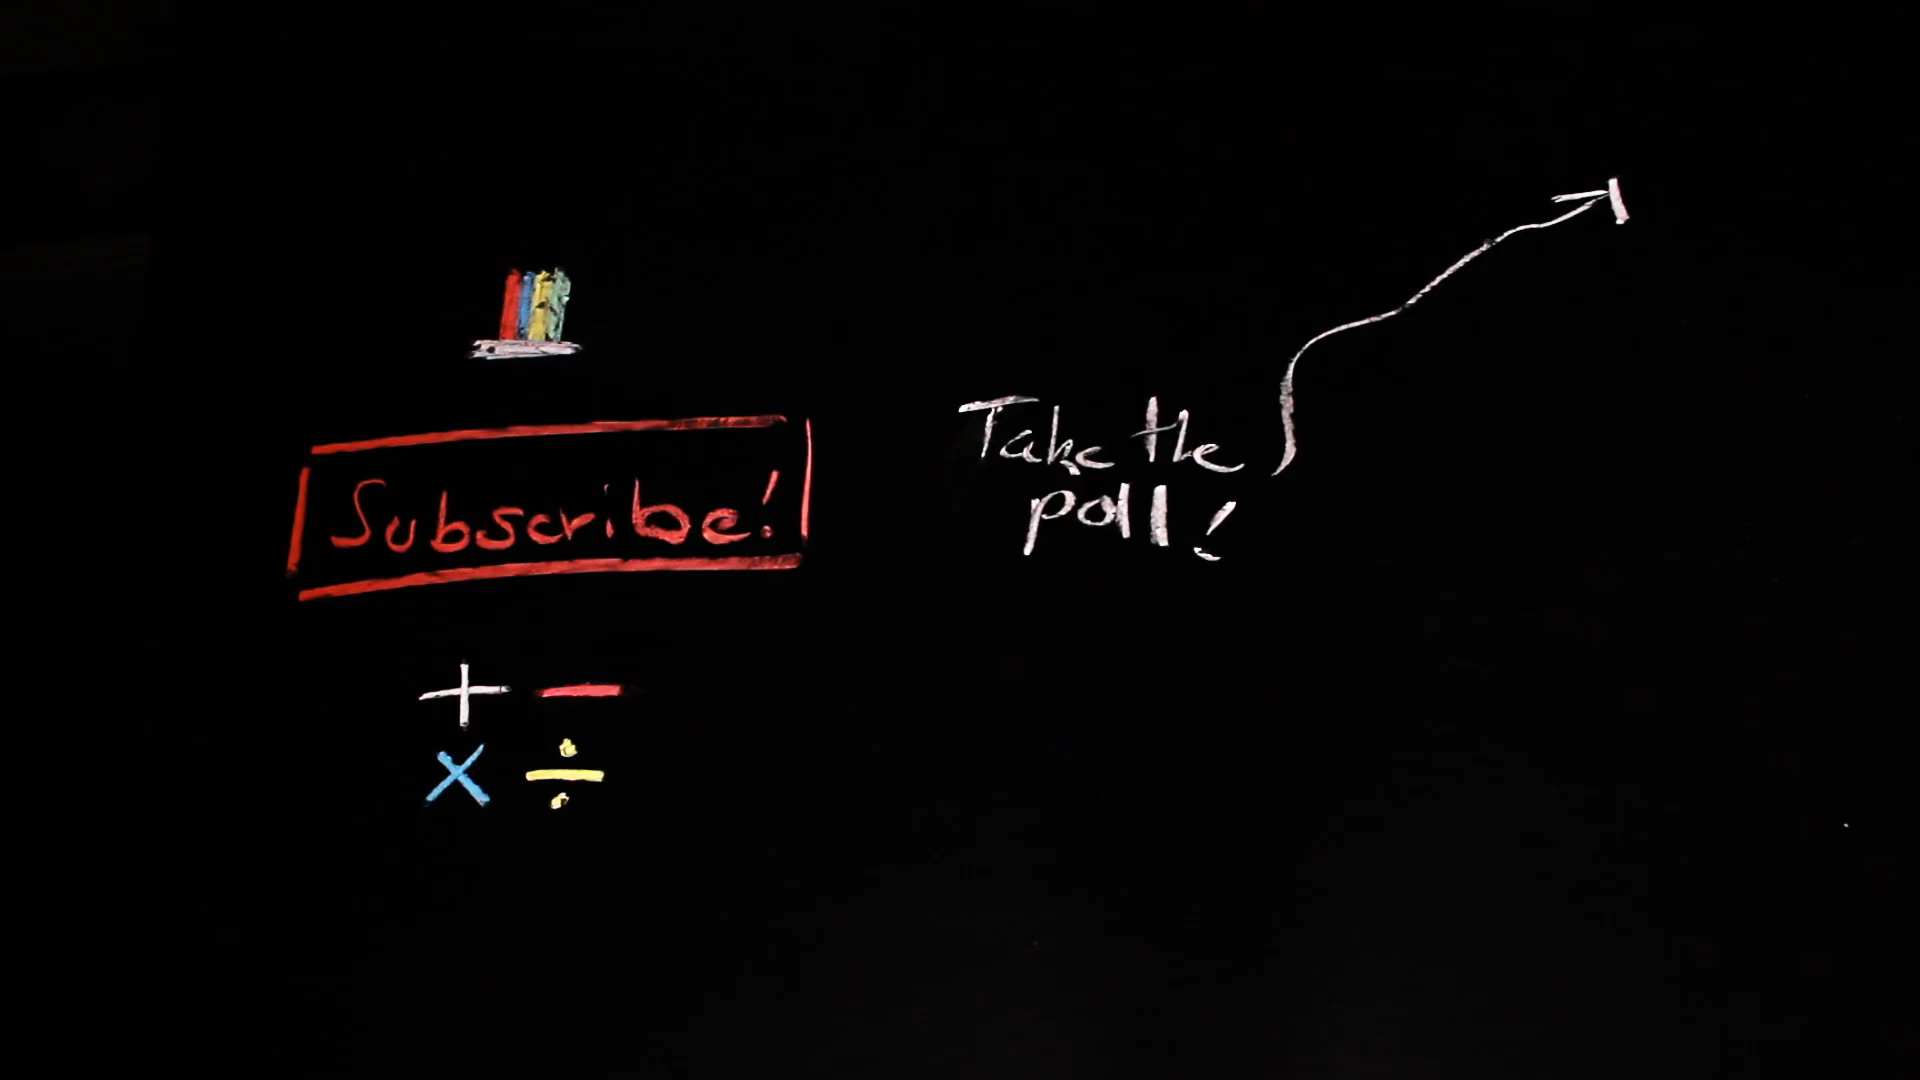 Subscribe!
+ -
× ÷
Take the
poll!